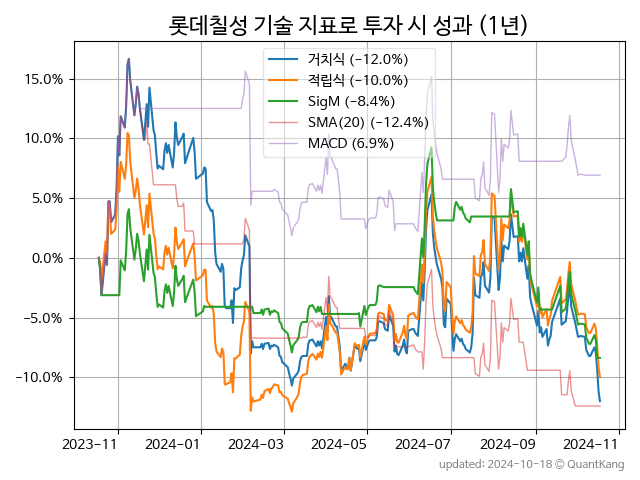 롯데칠성 기술 지표로 투자 시 성과 (1년)
거치식 (−12.0%)
적립식 (−10.0%)
SigM (−8.4%)
SMA(20) (−12.4%)
MACD (6.9%)
15.0%
10.0%
5.0%
0.0%
−5.0%
−10.0%
2023-11 2024-01 2024-03 2024-05 2024-07 2024-09 2024-11
updated: 2024-10-18 © QuantKang